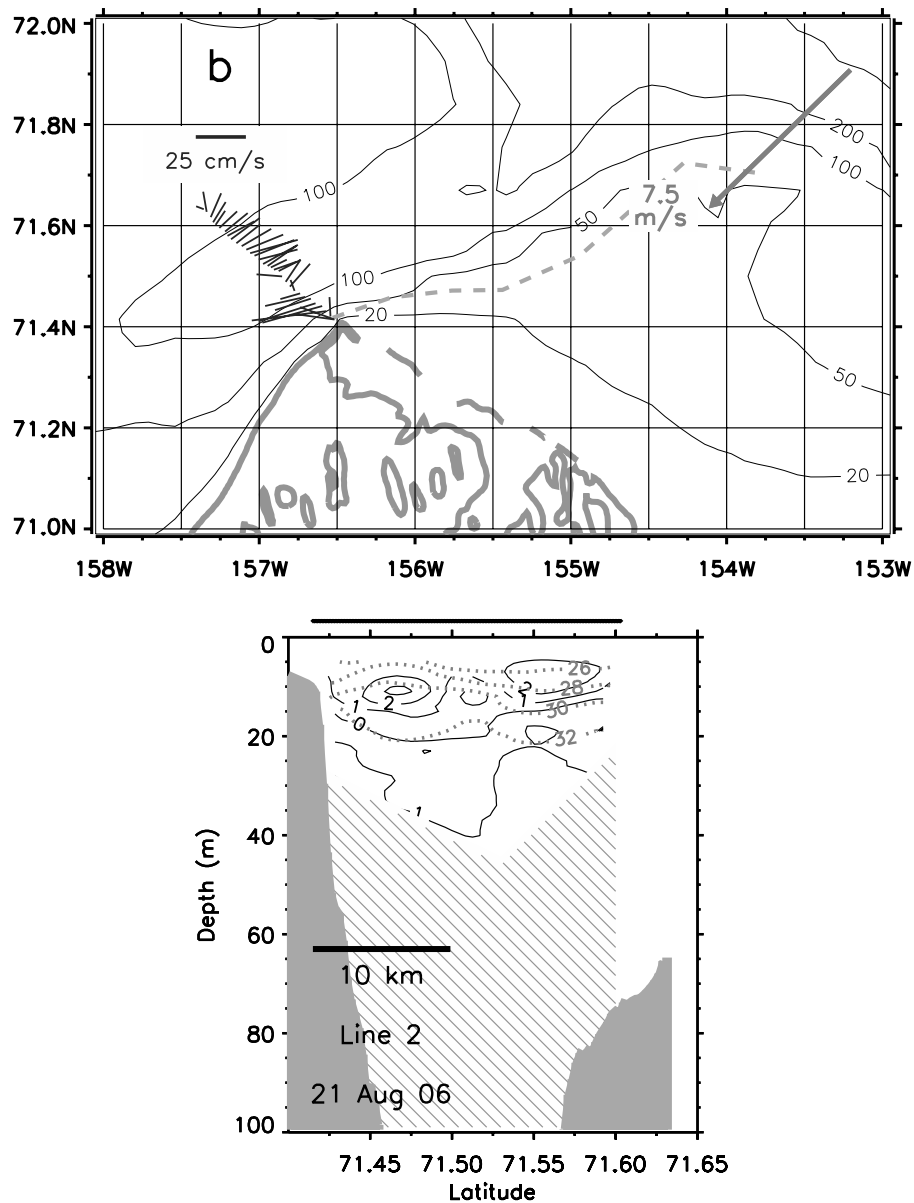 72.0N
b
200
71.8N
25 cm/s
100
100
7.5
m/s
71.6N
50
100
71.4N
20
50
71.2N
20
71.0N
158W 157W 156W 155W 154W 153W
0
26
2 28
1 2 1 30
0 32
20
1
40
Depth (m)
60
10 km
80
Line 2
21 Aug 06
100
71.45 71.50 71.55 71.60 71.65
Latitude